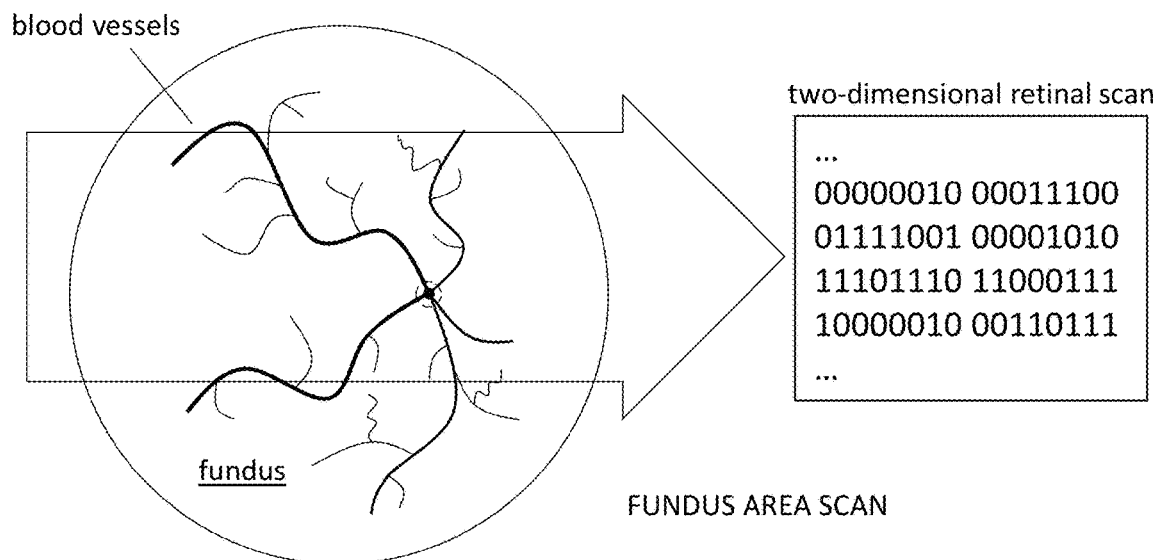 blood vessels
two-dimensional retinal scan
...
00000010 00011100
01111001 00001010
11101110 11000111
10000010 00110111
...
fundus
FUNDUS AREA SCAN